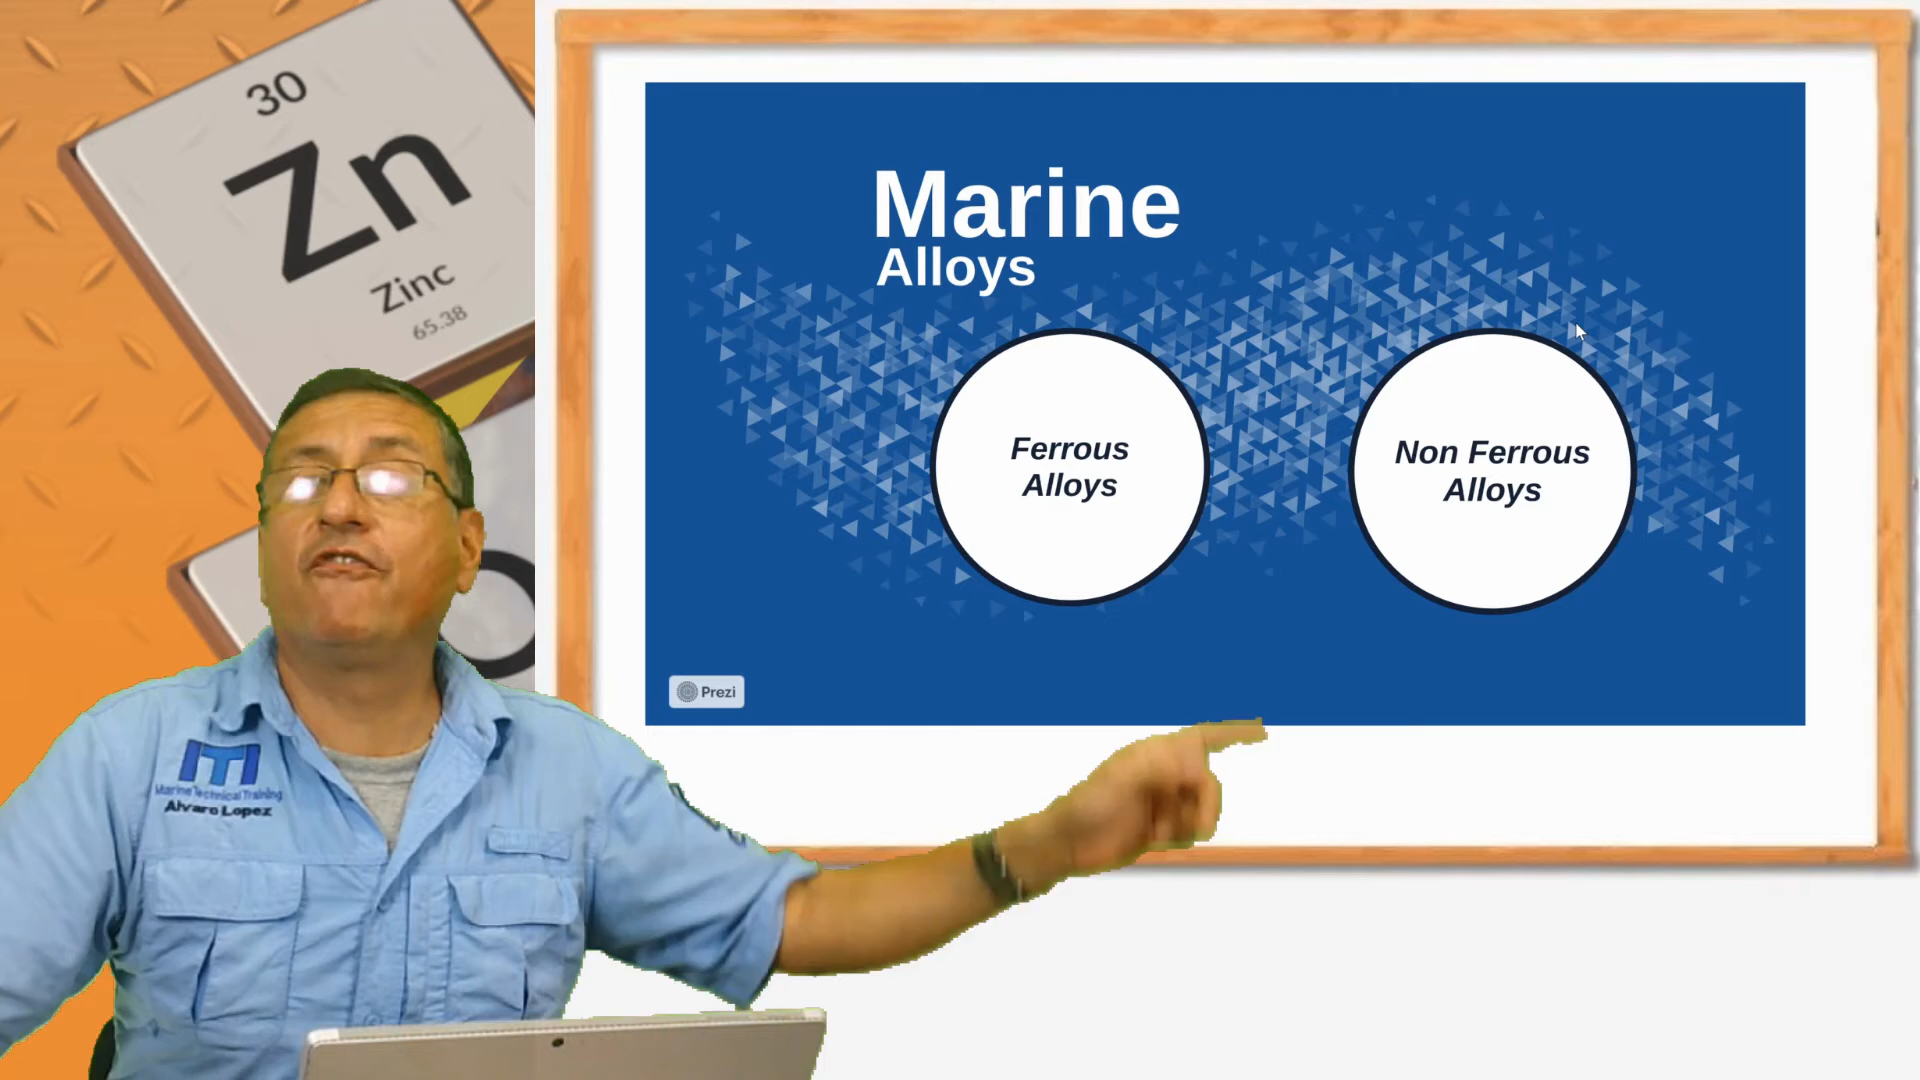 30
Zn
Zinc
65.38
O
Marine
Alloys
Ferrous
Alloys
Non Ferrous
Alloys
Prezi
MTI
Marine Technical Training
Alvaro Lopez